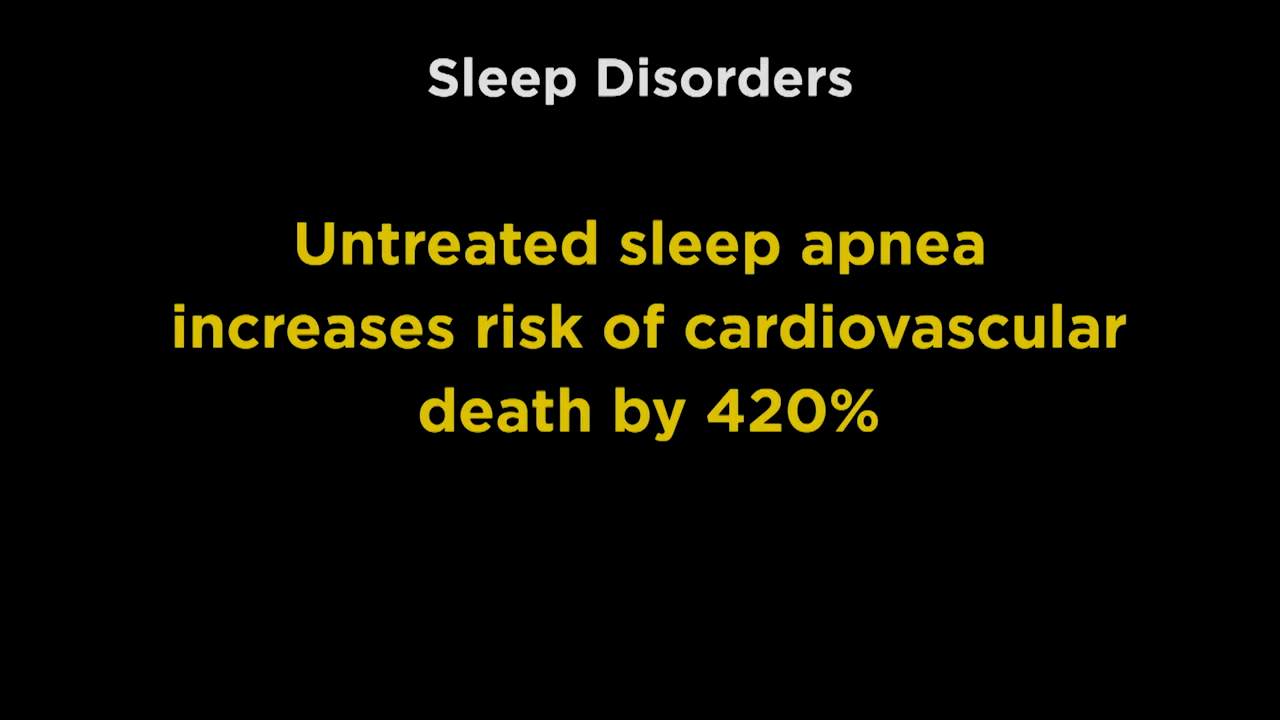 Sleep Disorders
Untreated sleep apnea
increases risk of cardiovascular
death by 420%